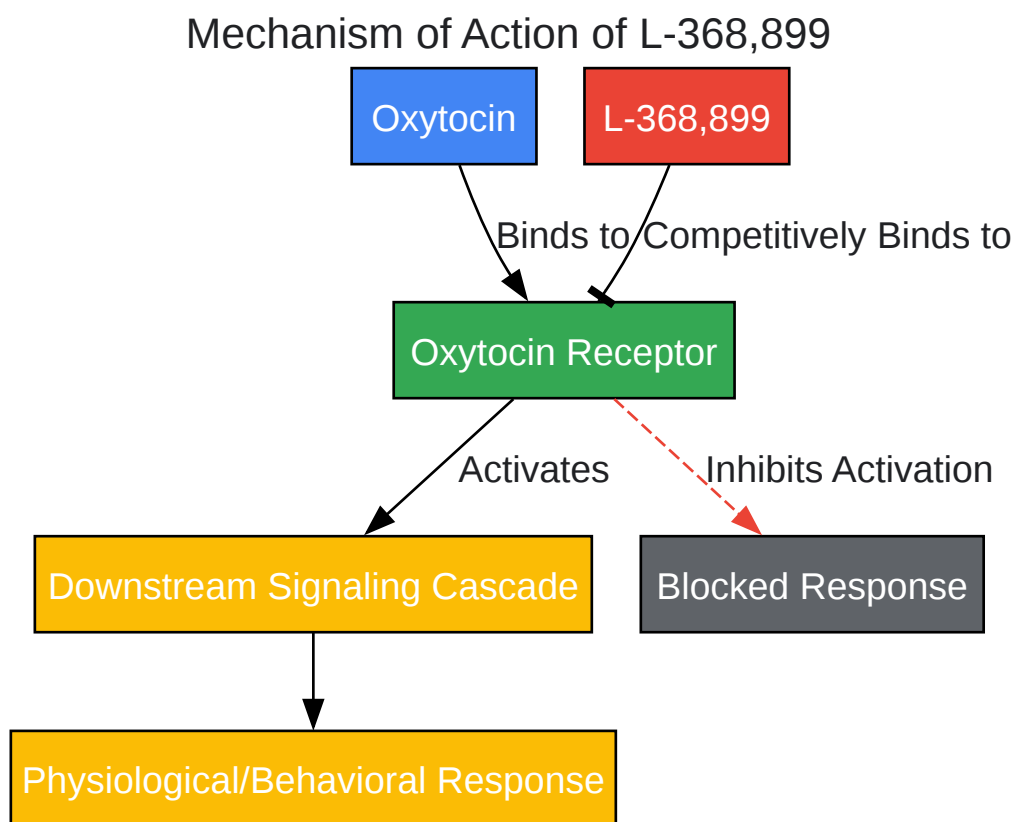 Mechanism of Action of L-368,899
Oxytocin
L-368,899
Binds to
Competitively Binds to
Oxytocin Receptor
Activates
Inhibits Activation
Downstream Signaling Cascade
Blocked Response
Physiological/Behavioral Response